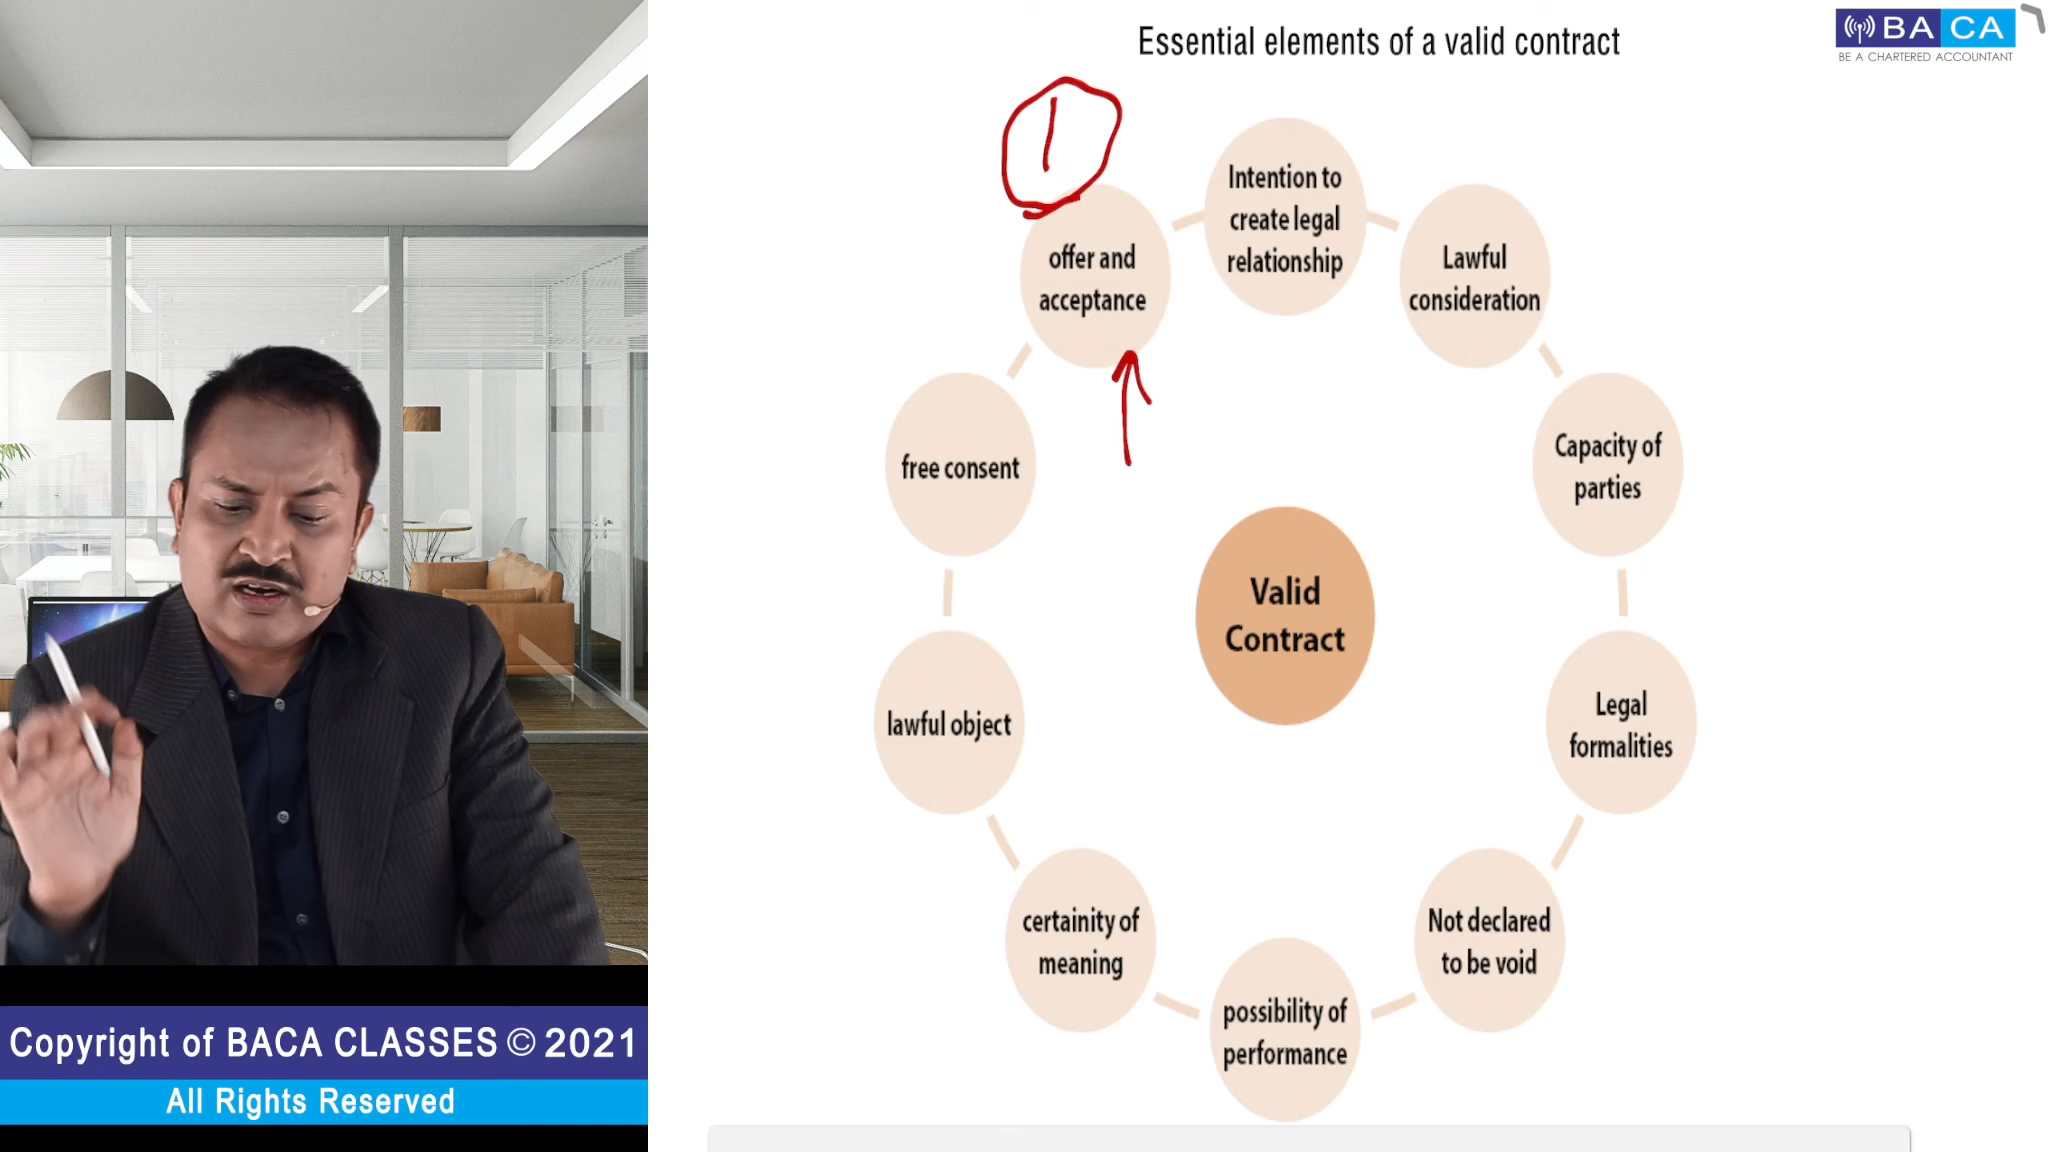 Essential elements of a valid contract
BACA
BE A CHARTERED ACCOUNTANT
1
offer and
acceptance
Intention to
create legal
relationship
Lawful
consideration
Capacity of
parties
Legal
formalities
Not declared
to be void
possibility of
performance
certainity of
meaning
lawful object
free consent
Valid
Contract
Copyright of BACA CLASSES © 2021
All Rights Reserved